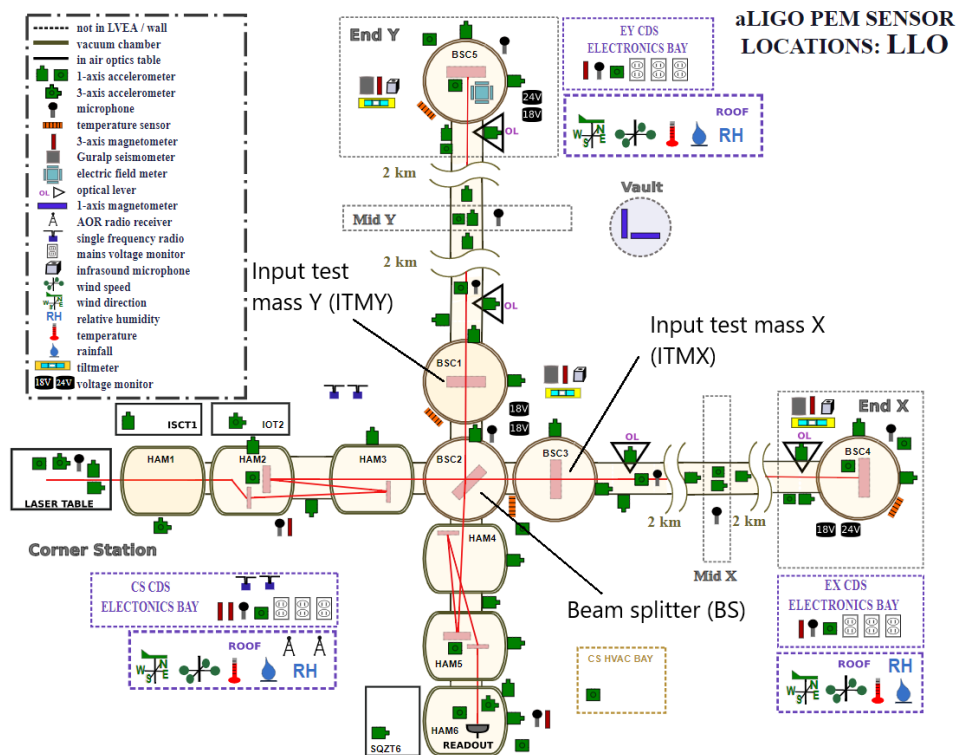 aLIGO PEM SENSOR
LOCATIONS: LLO
not in LVEA / wall
vacuum chamber
in air optics table
1-axis accelerometer
3-axis accelerometer
microphone
temperature sensor
3-axis magnetometer
Guralp seismometer
electric field meter
OL
optical lever
1-axis magnetometer
AOR radio receiver
single frequency radio
mains voltage monitor
infrasound microphone
wind speed
W N S E
wind direction
RH
relative humidity
temperature
rainfall
tiltmeter
18V 24V
voltage monitor
End Y
BSC5
24V
18V
OL
EY CDS
ELECTRONICS BAY
ROOF
W N S E
RH
2 km
Mid Y
2 km
Vault
Input test
mass Y (ITMY)
OL
BSC1
Input test mass X
(ITMX)
18V
18V
ISCT1
IOT2
HAM1
HAM2
HAM3
BSC2
BSC3
OL
LASER TABLE
2 km
2 km
Mid X
End X
OL
BSC4
18V 24V
Corner Station
HAM4
Beam splitter (BS)
CS CDS
ELECTONICS BAY
ROOF
W N S E
RH
HAM5
CS HVAC BAY
EX CDS
ELECTRONICS BAY
ROOF
W N S E
RH
HAM6
SQZT6
READOUT